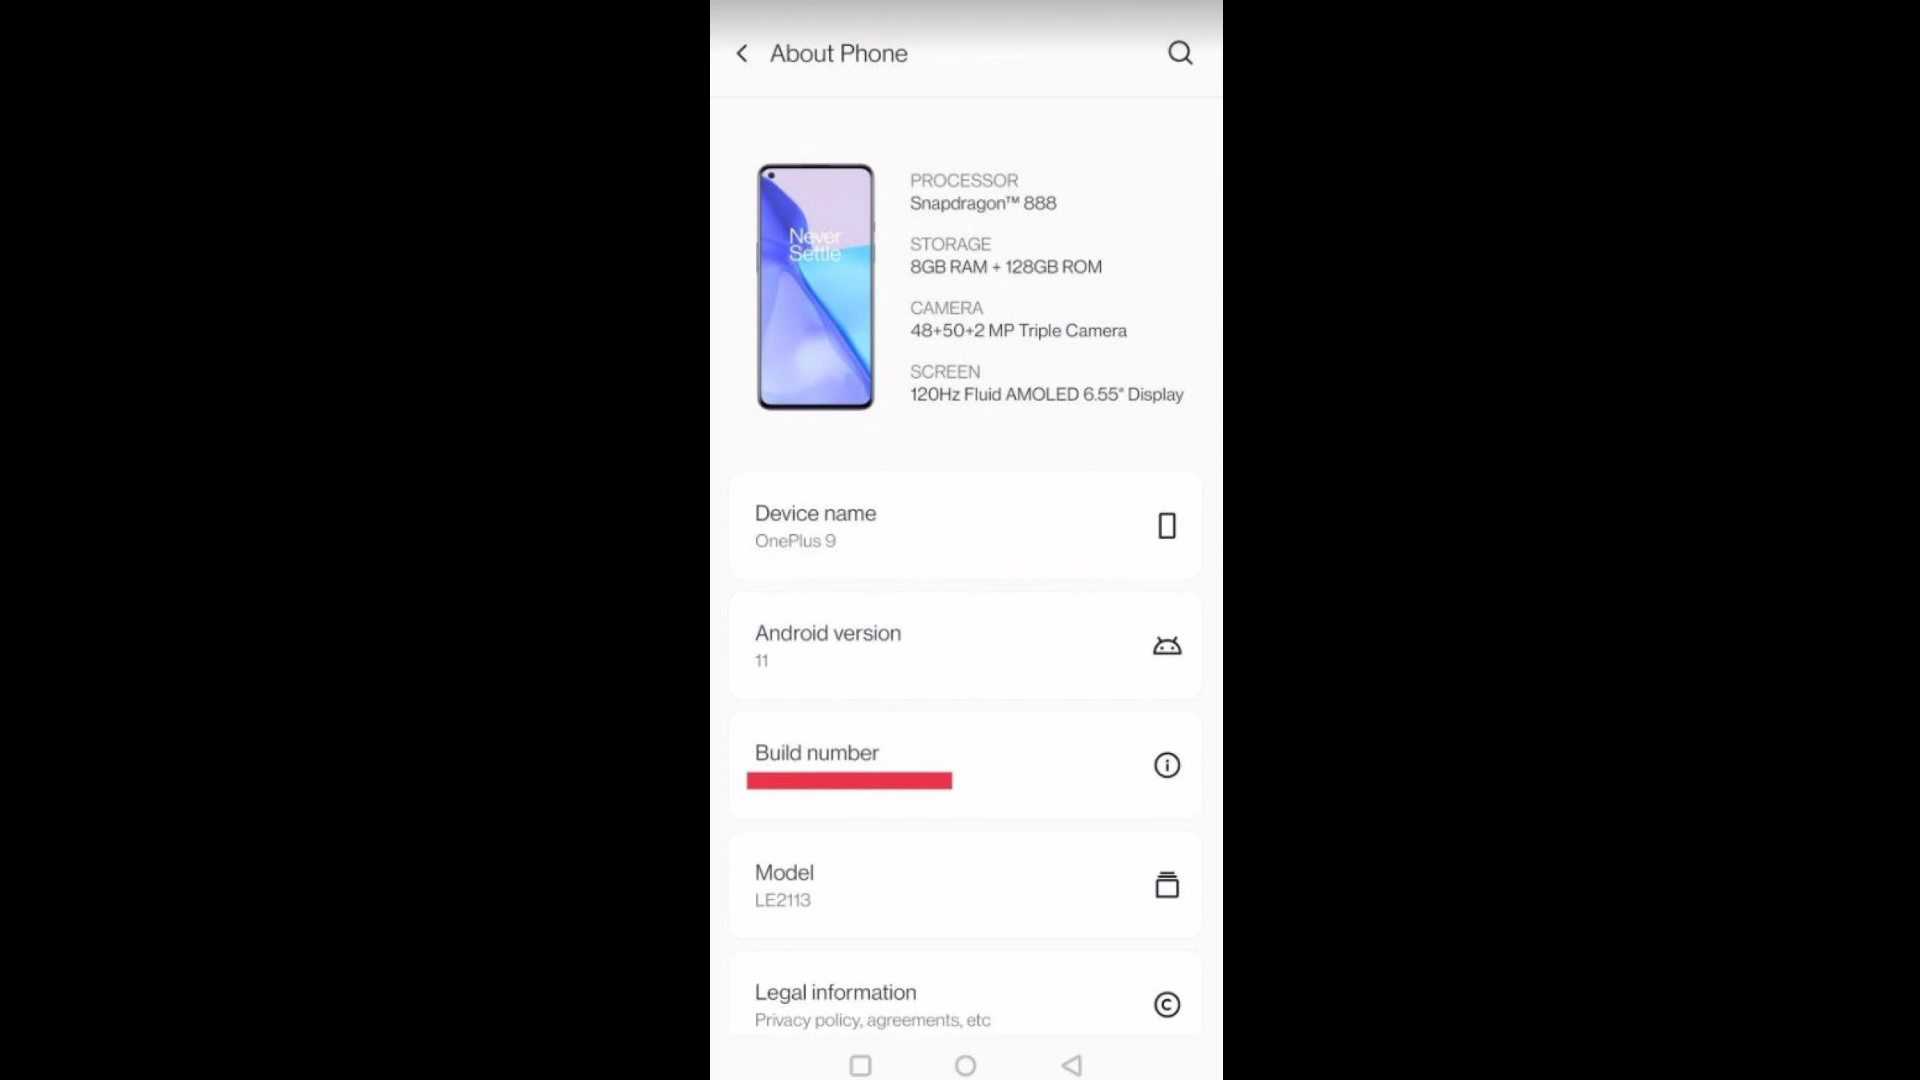 About Phone
Never
Settle
PROCESSOR
Snapdragon™ 888
STORAGE
8GB RAM + 128GB ROM
CAMERA
48+50+2 MP Triple Camera
SCREEN
120Hz Fluid AMOLED 6.55" Display
Device name
OnePlus 9
Android version
11
Build number
Model
LE2113
Legal information
Privacy policy, agreements, etc